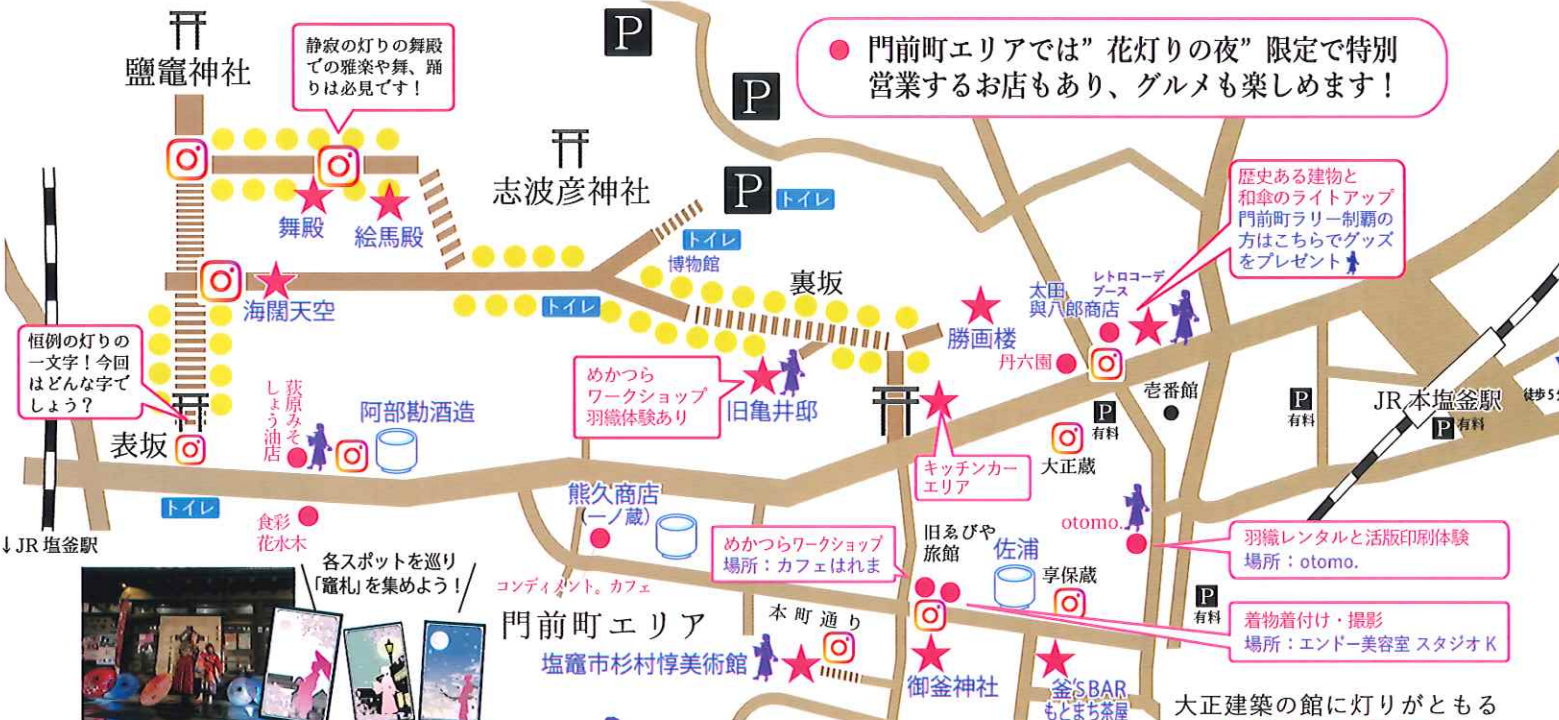 鹽竈神社
静寂の灯りの舞殿
での雅楽や舞、踊
りは必見です！
P
P
P
トイレ
門前町エリアでは”花灯りの夜”限定で特別
営業するお店もあり、グルメも楽しめます！
志波彦神社
舞殿
絵馬殿
トイレ
博物館
裏坂
海闊天空
トイレ
歴史ある建物と
和傘のライトアップ
門前町ラリー制覇の
方はこちらでグッズ
をプレゼント
レトロコーデ
ブース
太田
與八郎商店
勝画楼
丹六園
恒例の灯りの
一文字！今回
はどんな字で
しょう？
表坂
荻原みそ
しょう油店
阿部勘酒造
めかつら
ワークショップ
羽織体験あり
旧亀井邸
キッチンカー
エリア
壱番館
P
有料
大正蔵
P
有料
JR 本塩釜駅
P 有料
徒歩5
トイレ
食彩
花水木
↓JR 塩釜駅
熊久商店
(一ノ蔵)
めかつらワークショップ
場所：カフェはれま
旧ゑびや
旅館
佐浦
享保蔵
otomo.
羽織レンタルと活版印刷体験
場所：otomo.
P
有料
着物着付け・撮影
場所：エンドー美容室 スタジオK
各スポットを巡り
「竈札」を集めよう！
コンディメント。カフェ
門前町エリア
本町通り
塩竈市杉村惇美術館
御釜神社
釜'sBAR
もとまち茶屋
大正建築の館に灯りがともる